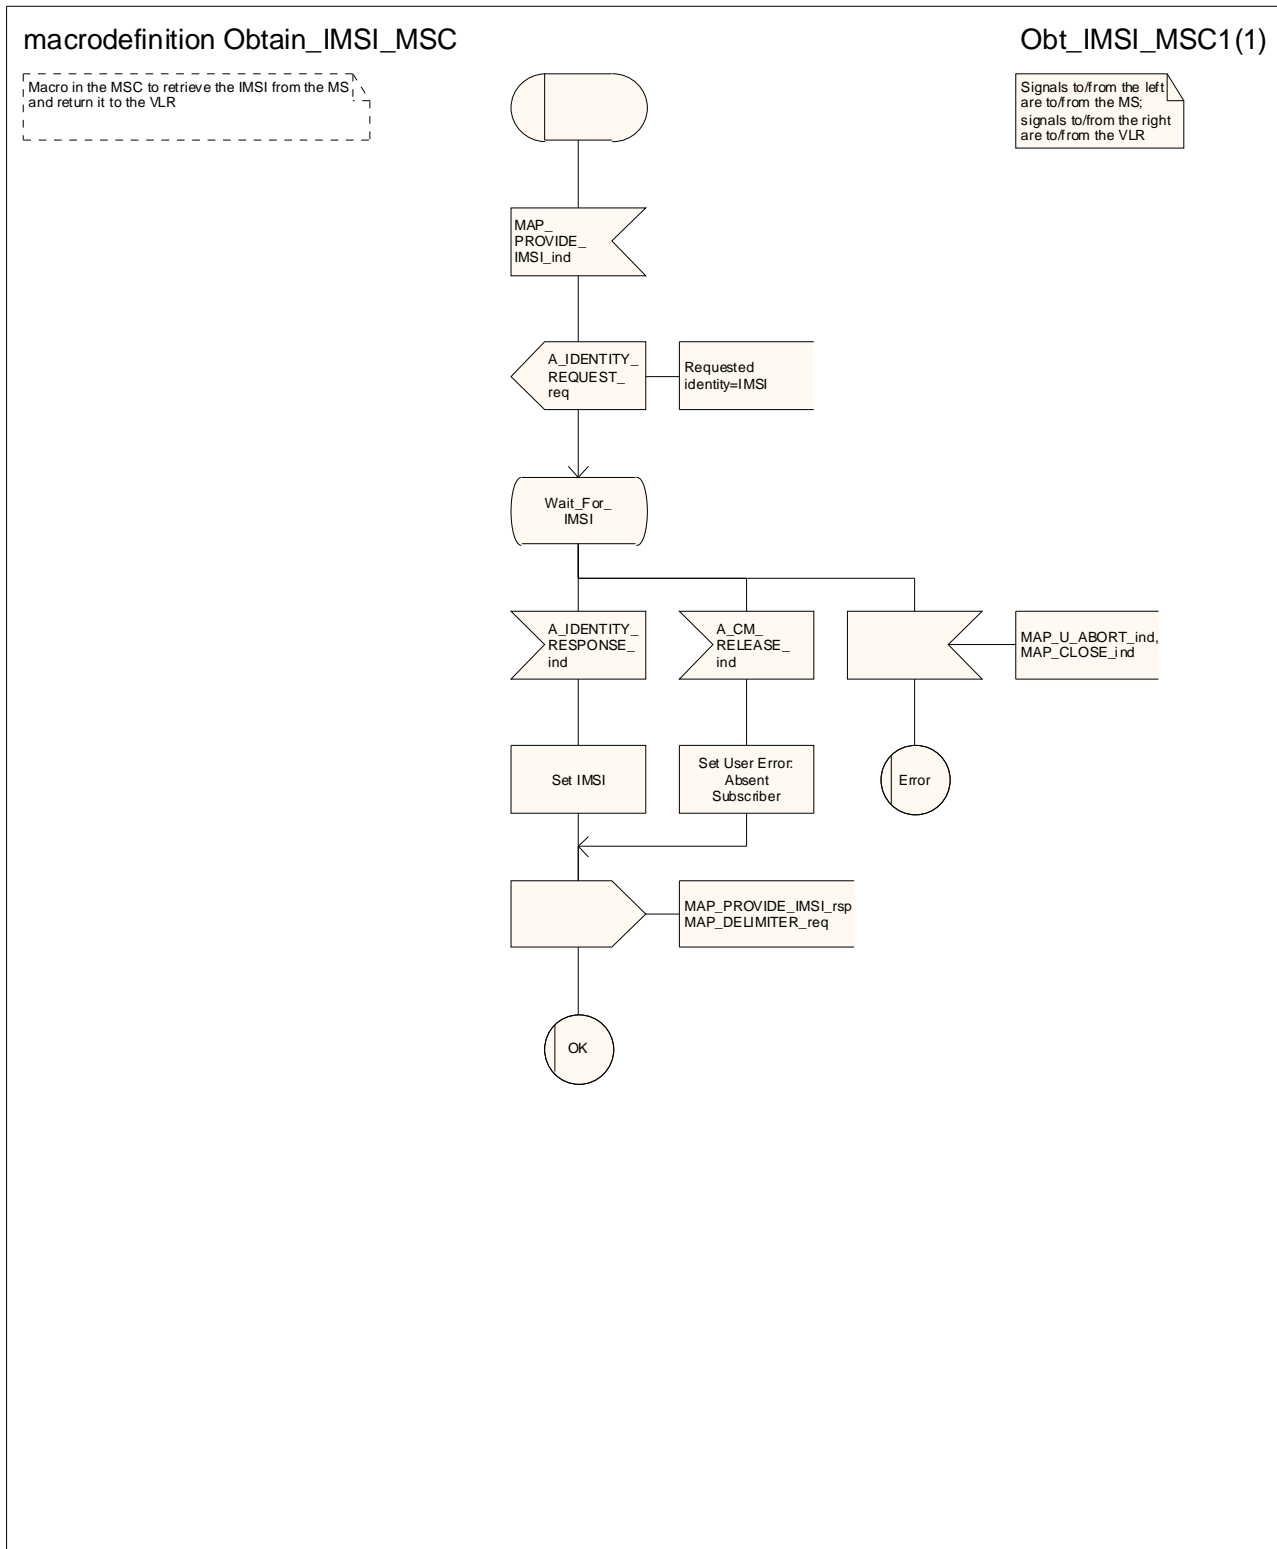 macrodefinition Obtain_IMSI_MSC
Obt_IMSI_MSC1(1)
Macro in the MSC to retrieve the IMSI from the MS
and return it to the VLR
Signals to/from the left
are to/from the MS;
signals to/from the right
are to/from the VLR
MAP_
PROVIDE_
IMSI_ind
A_IDENTITY_
REQUEST_
req
Requested
identity=IMSI
Wait_For_
IMSI
A_IDENTITY_
RESPONSE_
ind
A_CM_
RELEASE_
ind
MAP_U_ABORT_ind,
MAP_CLOSE_ind
Set IMSI
Set User Error:
Absent
Subscriber
Error
MAP_PROVIDE_IMSI_rsp
MAP_DELIMITER_req
OK